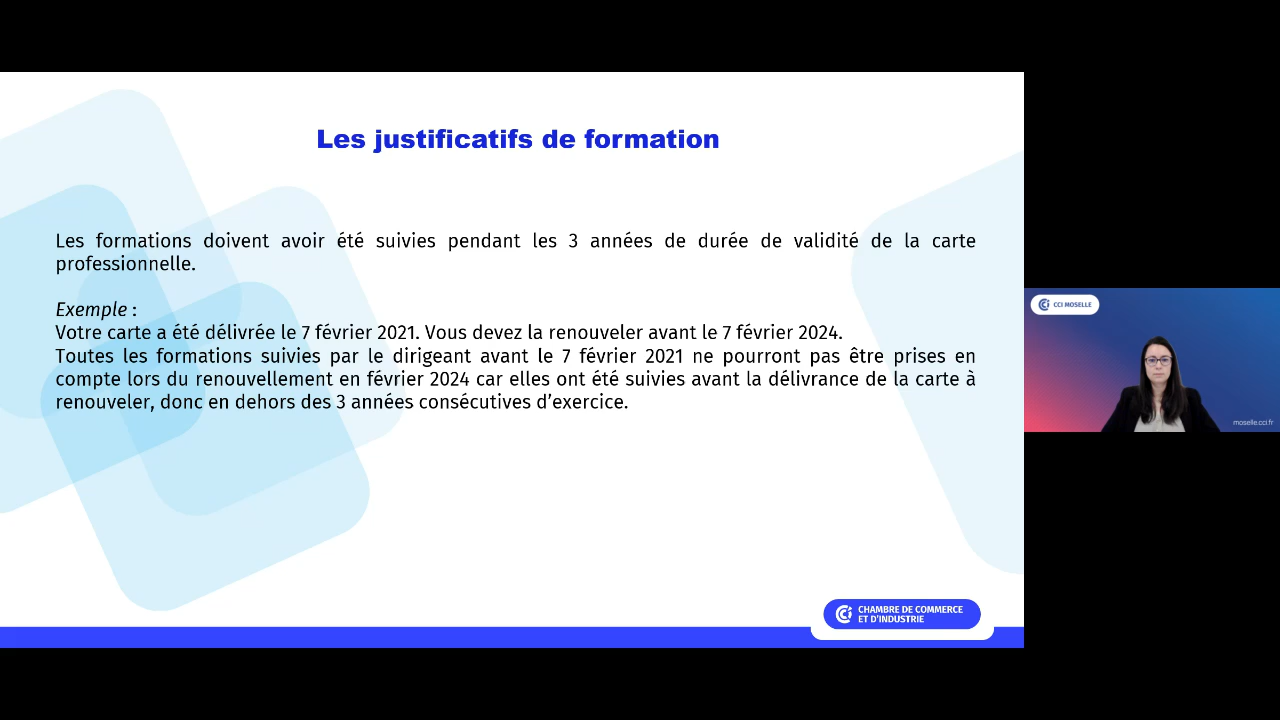 Les justificatifs de formation
Les formations doivent avoir été suivies pendant les 3 années de durée de validité de la carte
professionnelle.
Exemple :
Votre carte a été délivrée le 7 février 2021. Vous devez la renouveler avant le 7 février 2024.
Toutes les formations suivies par le dirigeant avant le 7 février 2021 ne pourront pas être prises en
compte lors du renouvellement en février 2024 car elles ont été suivies avant la délivrance de la carte à
renouveler, donc en dehors des 3 années consécutives d’exercice.
CHAMBRE DE COMMERCE
ET D’INDUSTRIE
CCI MOSELLE
moselle.cci.fr